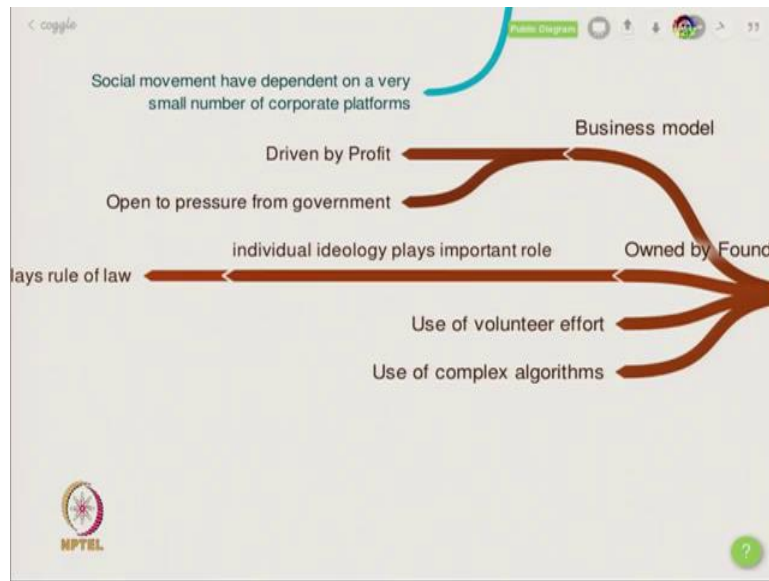 coggle
Public Diagram
Social movement have dependent on a very
small number of corporate platforms
Business model
Driven by Profit
Open to pressure from government
individual ideology plays important role
Owned by Found
lays rule of law
Use of volunteer effort
Use of complex algorithms
NPTEL
?